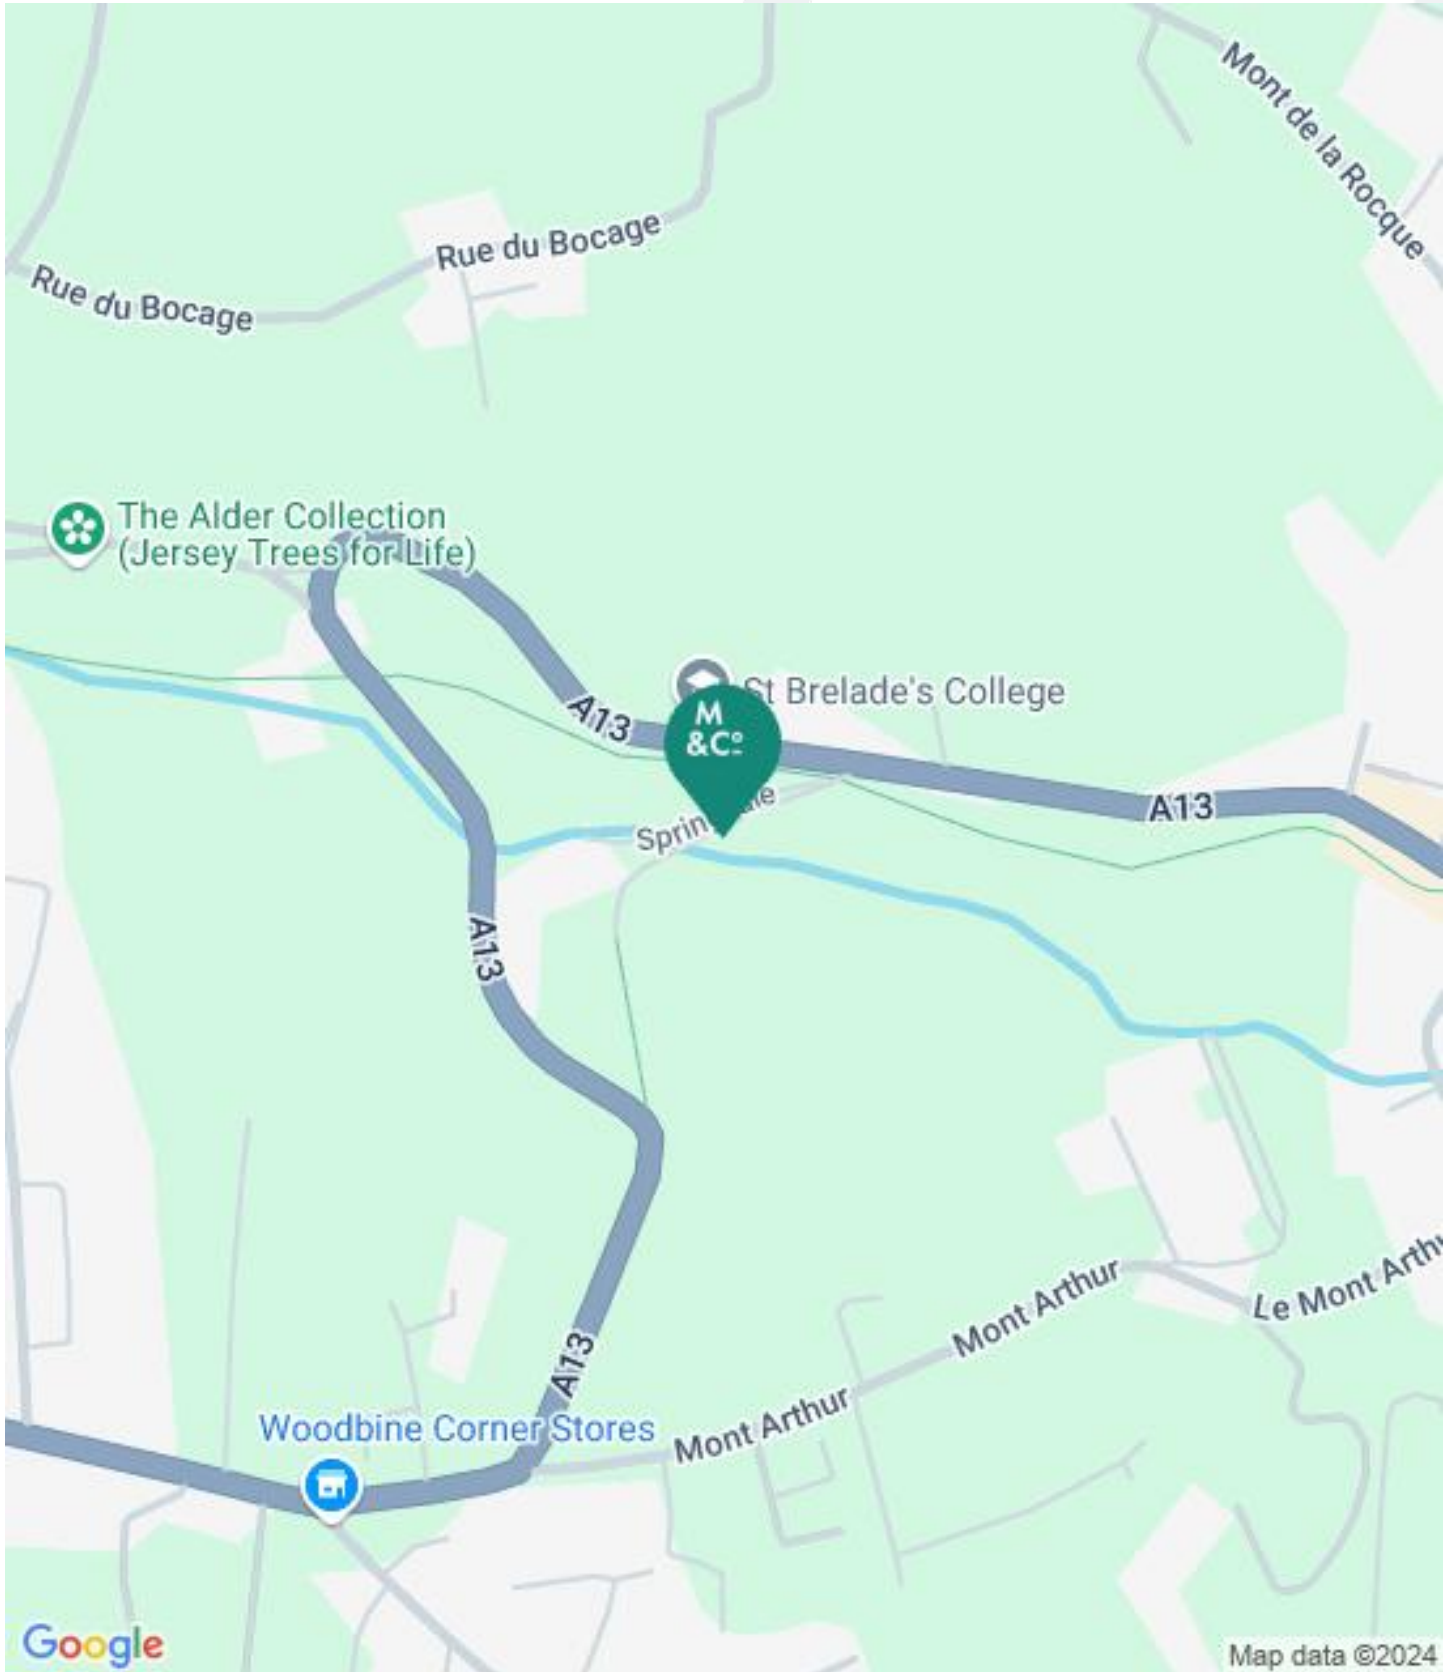 Mont de la Rocque
Rue du Bocage
Rue du Bocage
The Alder Collection
(Jersey Trees for Life)
St Brelade's College
A13
M
&Co
A13
A13
Mont Arthur
Le Mont Arthu
A13
Mont Arthur
Woodbine Corner Stores
Google
Map data ©2024